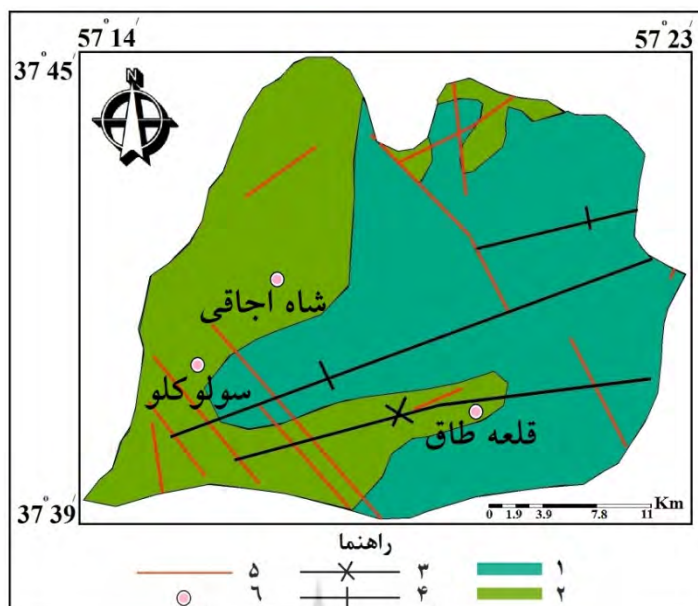 57° 14′ 57° 23′
37° 45′
N
شاه اجاقی
سولوکلو
قلعه طاق
37° 39′
Km
0 1.9 3.9 7.8 11
راهنما
۱ ۳ ۵
۲ ۴ ۶